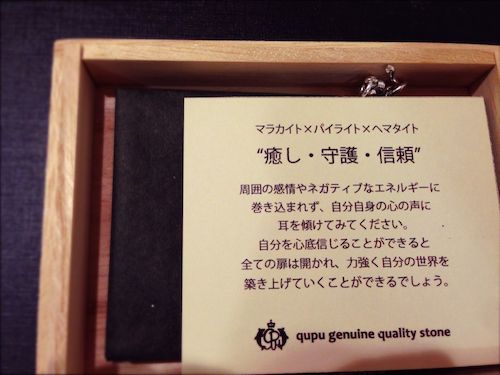 マラカイト×パイライト×ヘマタイト
“癒し・守護・信頼”
周囲の感情やネガティブなエネルギーに
巻き込まれず、自分自身の心の声に
耳を傾けてみてください。
自分を心底信じることができると
全ての扉は開かれ、力強く自分の世界を
築き上げていくことができるでしょう。
qupu genuine quality stone